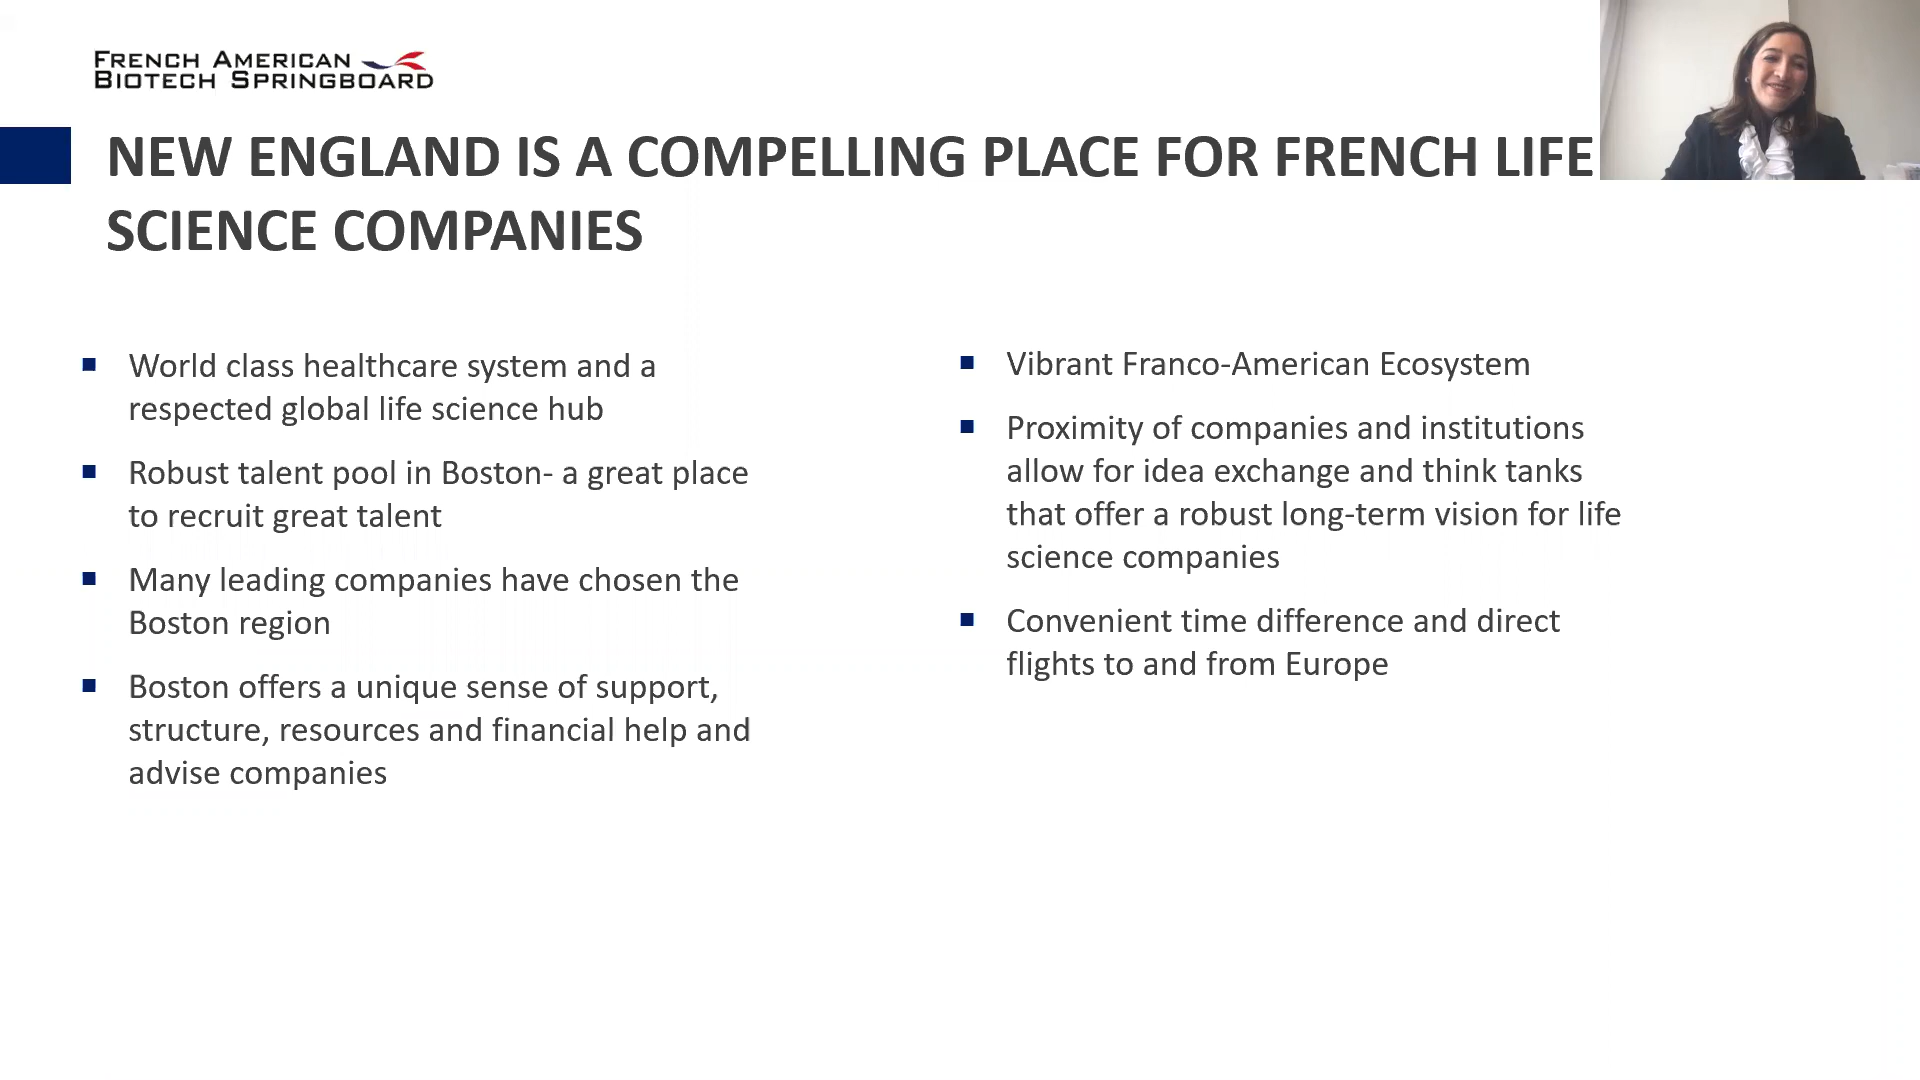 FRENCH AMERICAN
BIOTECH SPRINGBOARD
NEW ENGLAND IS A COMPELLING PLACE FOR FRENCH LIFE
SCIENCE COMPANIES
World class healthcare system and a
respected global life science hub
Robust talent pool in Boston- a great place
to recruit great talent
Many leading companies have chosen the
Boston region
Boston offers a unique sense of support,
structure, resources and financial help and
advise companies
Vibrant Franco-American Ecosystem
Proximity of companies and institutions
allow for idea exchange and think tanks
that offer a robust long-term vision for life
science companies
Convenient time difference and direct
flights to and from Europe